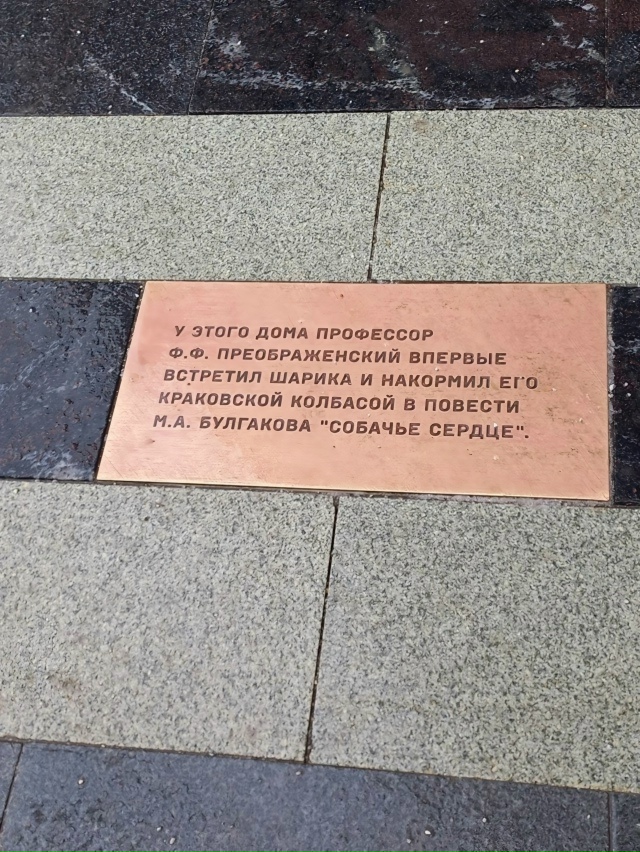 У ЭТОГО ДОМА ПРОФЕССОР
Ф.Ф. ПРЕОБРАЖЕНСКИЙ ВПЕРВЫЕ
ВСТРЕТИЛ ШАРИКА И НАКОРМИЛ ЕГО
КРАКОВСКОЙ КОЛБАСОЙ В ПОВЕСТИ
М.А. БУЛГАКОВА "СОБАЧЬЕ СЕРДЦЕ".